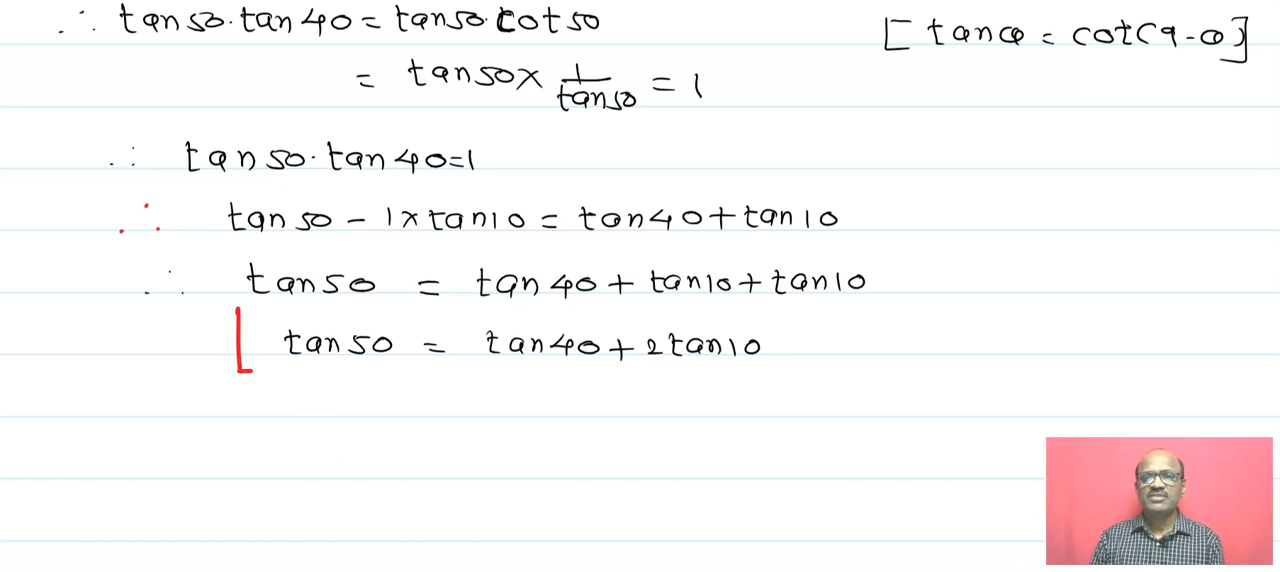 ∴ tan50.tan40 = tan50.cot50 [tanθ = cot(9-θ)]
= tan50 × 1/tan50 = 1
∴ tan50.tan40=1
∴ tan50 - 1×tan10 = tan40+tan10
∴ tan50 = tan40+tan10+tan10
tan50 = tan40+2tan10